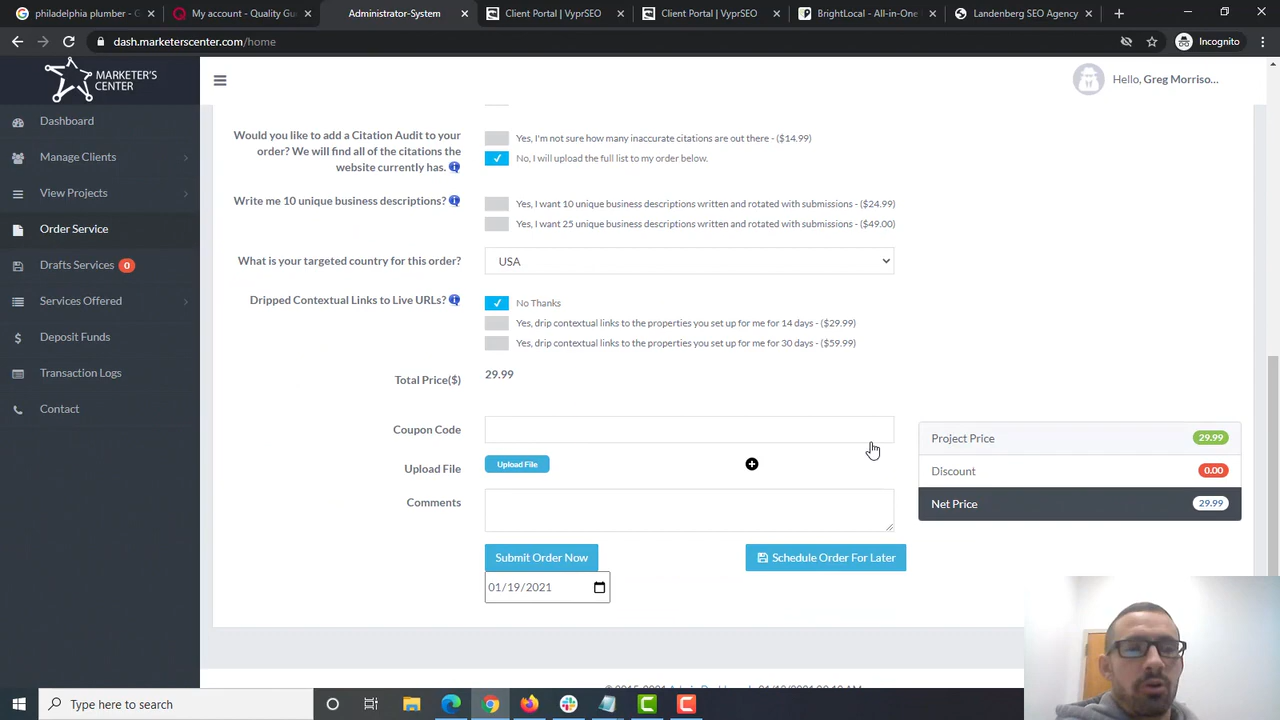 philadelphia plumber - G
My account - Quality Gu
Administrator-System
Client Portal | VyprSEO
Client Portal | VyprSEO
BrightLocal - All-in-One
Landenberg SEO Agency
dash.marketerscenter.com/home
Incognito
MARKETER'S
CENTER
Hello, Greg Morriso...
Dashboard
Manage Clients
View Projects
Order Service
Drafts Services 0
Services Offered
Deposit Funds
Transaction Logs
Contact
Would you like to add a Citation Audit to your
order? We will find all of the citations the
website currently has.
Yes, I'm not sure how many inaccurate citations are out there - ($14.99)
No, I will upload the full list to my order below.
Write me 10 unique business descriptions?
Yes, I want 10 unique business descriptions written and rotated with submissions - ($24.99)
Yes, I want 25 unique business descriptions written and rotated with submissions - ($49.00)
What is your targeted country for this order?
USA
Dripped Contextual Links to Live URLs?
No Thanks
Yes, drip contextual links to the properties you set up for me for 14 days - ($29.99)
Yes, drip contextual links to the properties you set up for me for 30 days - ($59.99)
Total Price($)
29.99
Coupon Code
Upload File
Upload File
Comments
Project Price 29.99
Discount 0.00
Net Price 29.99
Submit Order Now
Schedule Order For Later
01/19/2021
Type here to search